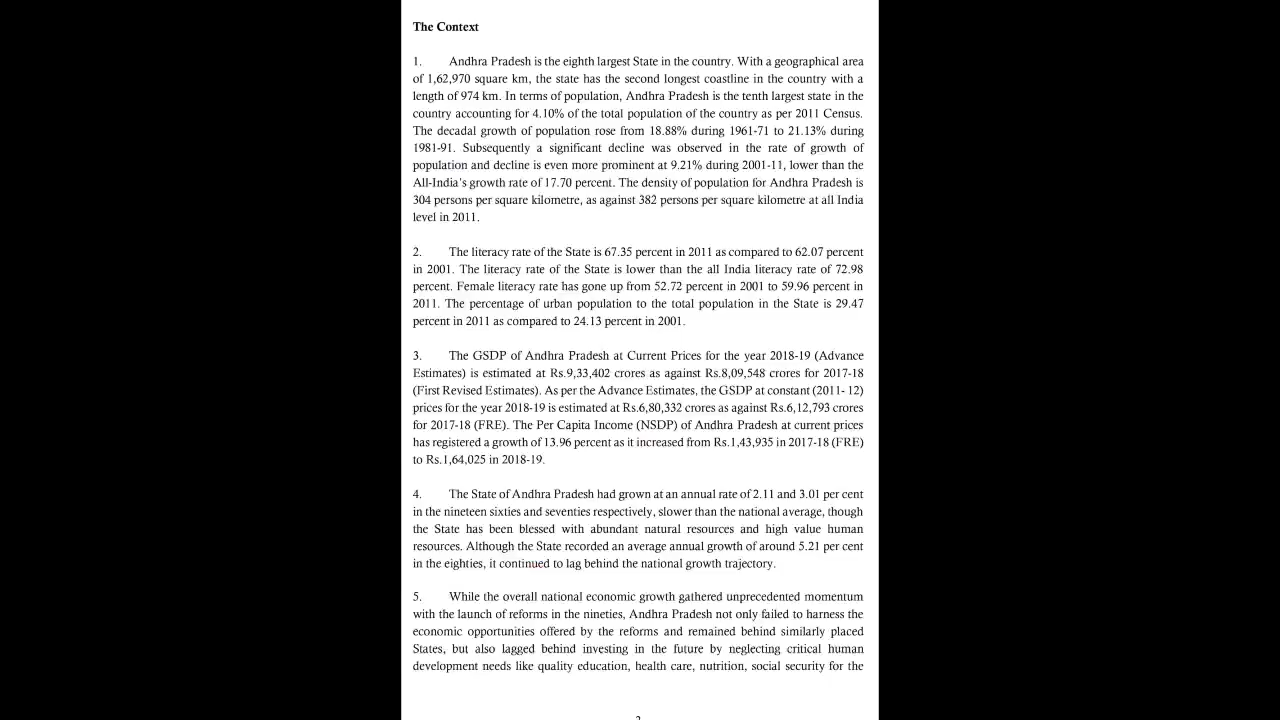 The Context
1. Andhra Pradesh is the eighth largest State in the country. With a geographical area
of 1,62,970 square km, the state has the second longest coastline in the country with a
length of 974 km. In terms of population, Andhra Pradesh is the tenth largest state in the
country accounting for 4.10% of the total population of the country as per 2011 Census.
The decadal growth of population rose from 18.88% during 1961-71 to 21.13% during
1981-91. Subsequently a significant decline was observed in the rate of growth of
population and decline is even more prominent at 9.21% during 2001-11, lower than the
All-India's growth rate of 17.70 percent. The density of population for Andhra Pradesh is
304 persons per square kilometre, as against 382 persons per square kilometre at all India
level in 2011.
2. The literacy rate of the State is 67.35 percent in 2011 as compared to 62.07 percent
in 2001. The literacy rate of the State is lower than the all India literacy rate of 72.98
percent. Female literacy rate has gone up from 52.72 percent in 2001 to 59.96 percent in
2011. The percentage of urban population to the total population in the State is 29.47
percent in 2011 as compared to 24.13 percent in 2001.
3. The GSDP of Andhra Pradesh at Current Prices for the year 2018-19 (Advance
Estimates) is estimated at Rs.9,33,402 crores as against Rs.8,09,548 crores for 2017-18
(First Revised Estimates). As per the Advance Estimates, the GSDP at constant (2011- 12)
prices for the year 2018-19 is estimated at Rs.6,80,332 crores as against Rs.6,12,793 crores
for 2017-18 (FRE). The Per Capita Income (NSDP) of Andhra Pradesh at current prices
has registered a growth of 13.96 percent as it increased from Rs.1,43,935 in 2017-18 (FRE)
to Rs.1,64,025 in 2018-19.
4. The State of Andhra Pradesh had grown at an annual rate of 2.11 and 3.01 per cent
in the nineteen sixties and seventies respectively, slower than the national average, though
the State has been blessed with abundant natural resources and high value human
resources. Although the State recorded an average annual growth of around 5.21 per cent
in the eighties, it continued to lag behind the national growth trajectory.
5. While the overall national economic growth gathered unprecedented momentum
with the launch of reforms in the nineties, Andhra Pradesh not only failed to harness the
economic opportunities offered by the reforms and remained behind similarly placed
States, but also lagged behind investing in the future by neglecting critical human
development needs like quality education, health care, nutrition, social security for the